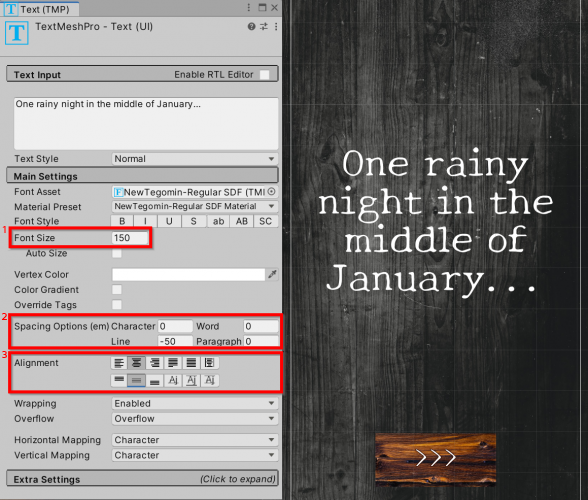 Text (TMP)
TextMeshPro - Text (UI)
Text Input
Enable RTL Editor
One rainy night in the middle of January...
Text Style Normal
Main Settings
Font Asset NewTegomin-Regular SDF (TM
Material Preset NewTegomin-Regular SDF Material
Font Style B I U S ab AB SC
1 Font Size 150
Auto Size
Vertex Color
Color Gradient
Override Tags
2 Spacing Options (em) Character 0 Word 0
Line -50 Paragraph 0
3 Alignment
Wrapping Enabled
Overflow Overflow
Horizontal Mapping Character
Vertical Mapping Character
Extra Settings (Click to expand)
One rainy
night in the
middle of
January...
>>>